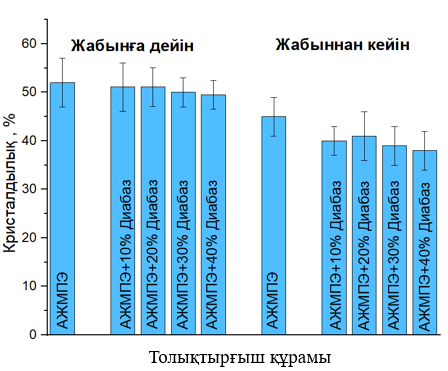 Жабынға дейін
Жабыннан кейін
Кристалдылық , %
60
50
40
30
20
10
0
АЖМПЭ
АЖМПЭ+10% Диабаз
АЖМПЭ+20% Диабаз
АЖМПЭ+30% Диабаз
АЖМПЭ+40% Диабаз
АЖМПЭ
АЖМПЭ+10% Диабаз
АЖМПЭ+20% Диабаз
АЖМПЭ+30% Диабаз
АЖМПЭ+40% Диабаз
Толықтырғыш құрамы